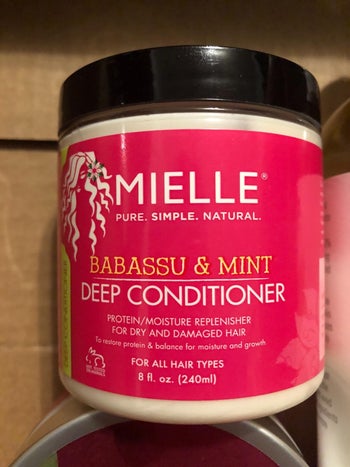 MIELLE®
PURE. SIMPLE. NATURAL.
BABASSU & MINT
DEEP CONDITIONER
PROTEIN/MOISTURE REPLENISHER
FOR DRY AND DAMAGED HAIR
To restore protein & balance for moisture and growth
FOR ALL HAIR TYPES
8 fl. oz. (240ml)